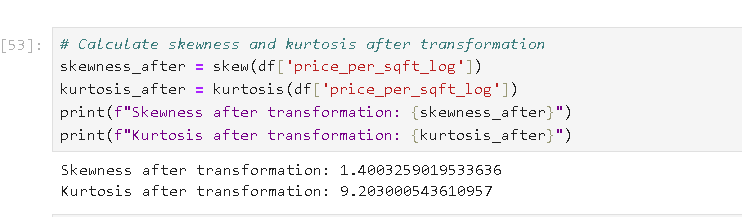 [53]:
# Calculate skewness and kurtosis after transformation
skewness_after = skew(df['price_per_sqft_log'])
kurtosis_after = kurtosis(df['price_per_sqft_log'])
print(f"Skewness after transformation: {skewness_after}")
print(f"Kurtosis after transformation: {kurtosis_after}")
Skewness after transformation: 1.4003259019533636
Kurtosis after transformation: 9.203000543610957